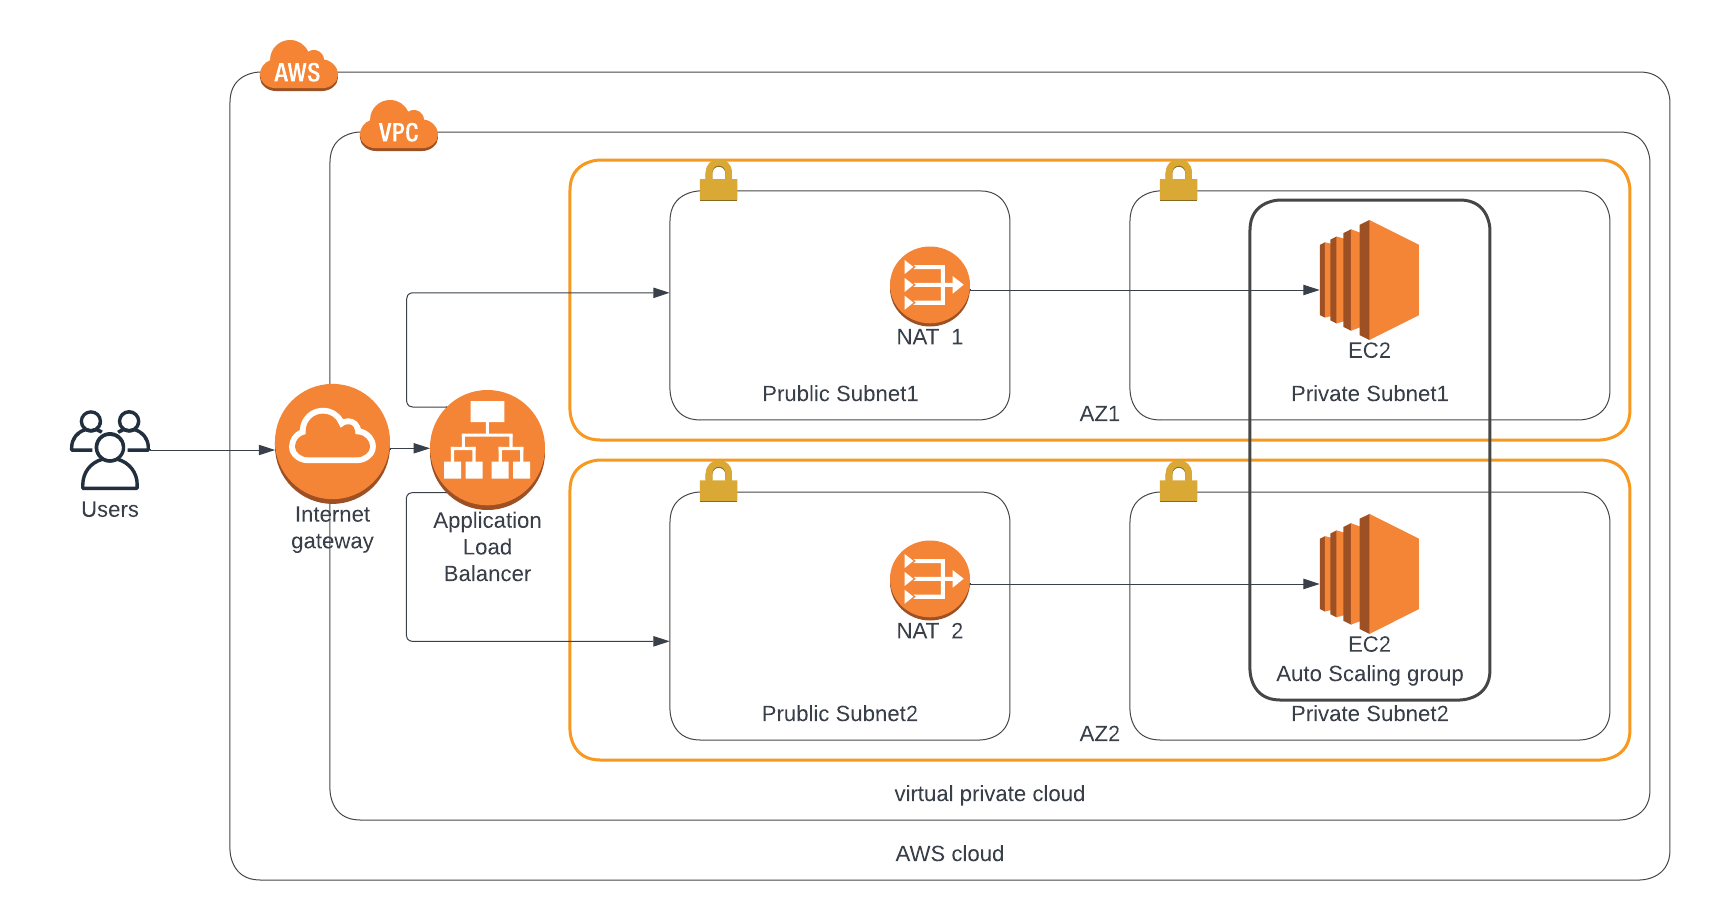 AWS
VPC
NAT 1
EC2
Prublic Subnet1
Private Subnet1
AZ1
Users
Internet
gateway
Application
Load
Balancer
NAT 2
EC2
Auto Scaling group
Prublic Subnet2
Private Subnet2
AZ2
virtual private cloud
AWS cloud